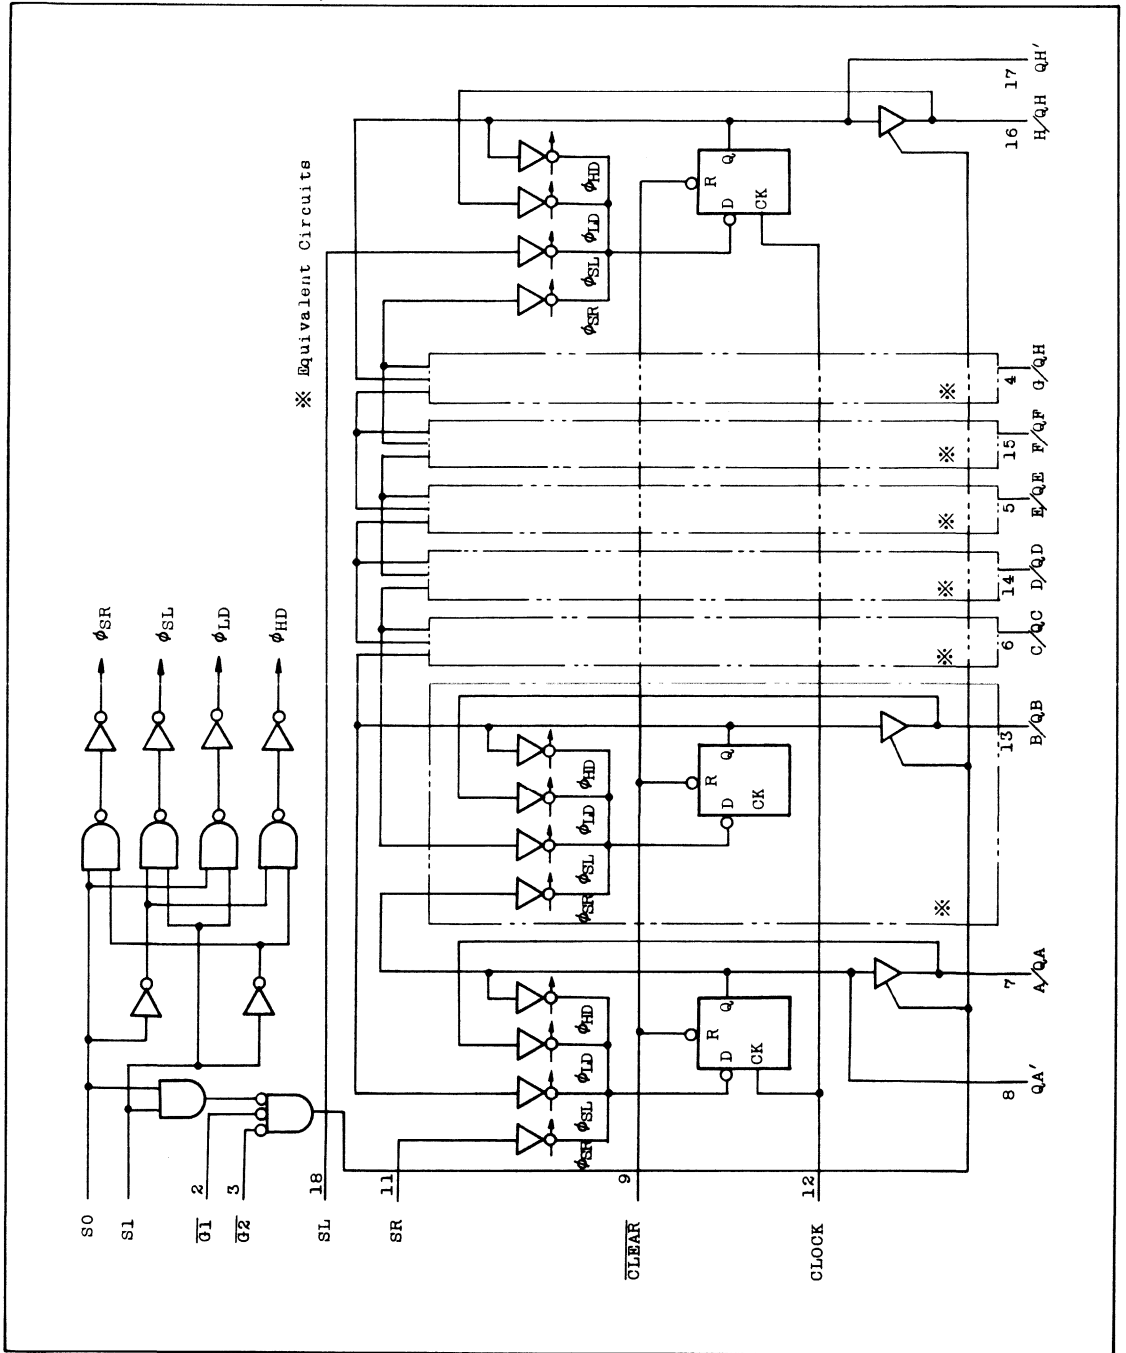 ※ Equivalent Circuits
S0
S1
G1 2
G2 3
SL 18
SR 11
CLEAR 9
CLOCK 12
ϕSR
ϕSL
ϕLD
ϕHD
ϕSR
ϕSL
ϕLD
ϕHD
R
D
Q
CK
8 QA'
7 A/QA
ϕSR
ϕSL
ϕLD
ϕHD
R
D
Q
CK
※
13 B/QB
※
6 C/QC
※
14 D/QD
※
5 E/QE
※
15 F/QF
※
4 G/QH
ϕSR
ϕSL
ϕLD
ϕHD
R
D
Q
CK
16 H/QH
17 QH'